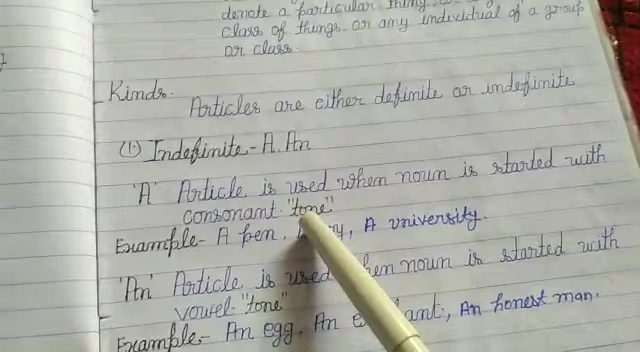 denote a particular thing
class of things. or any individual of a group
or class.
Kinds.
Articles are either definite or indefinite
(1) Indefinite - A. An
'A' Article is used when noun is started with
consonant "tone"
Example - A pen, A university.
'An' Article is used when noun is started with
vowel "tone"
Example - An egg. An An honest man.